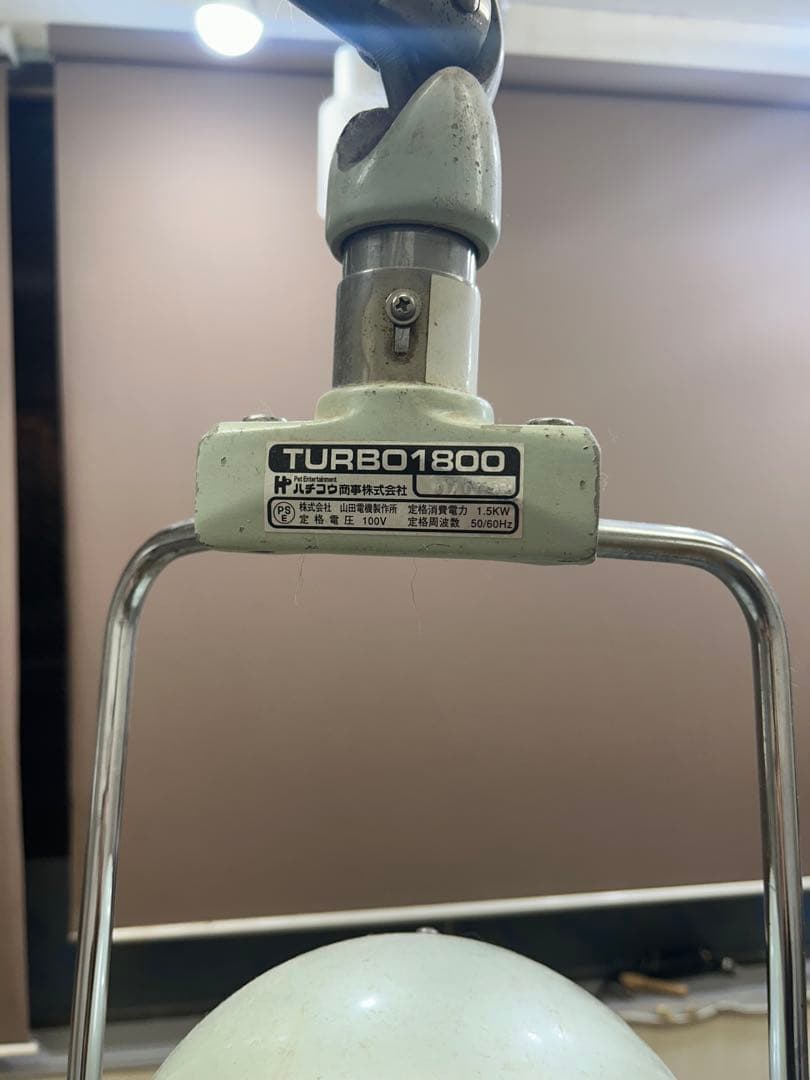 TURBO1800
HP Pet Entertainment
ハチコウ商事株式会社
PSE 株式会社 山田電機製作所 定格消費電力 1.5KW
定格電圧 100V 定格周波数 50/60Hz